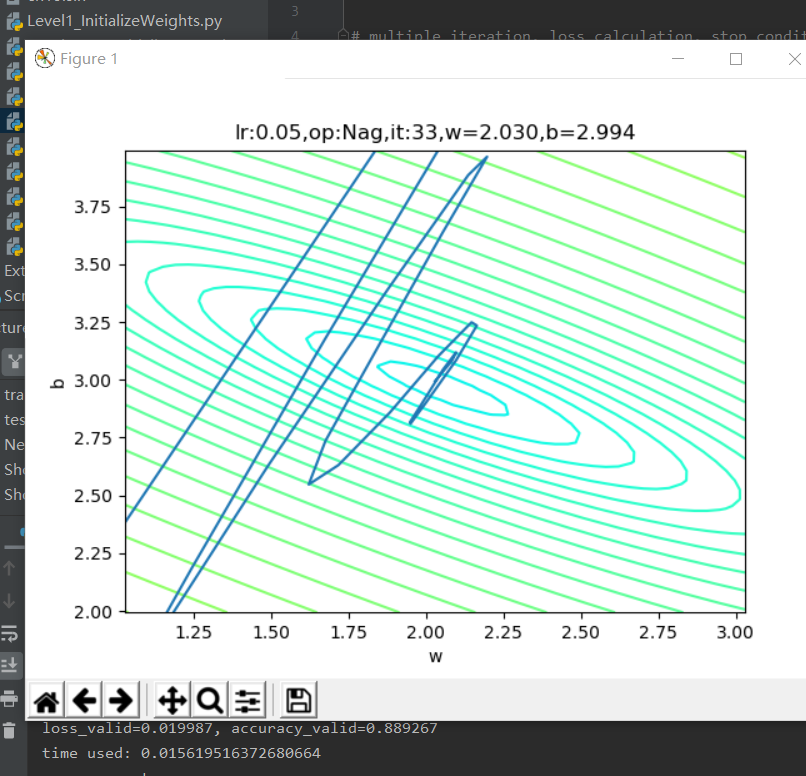 Level1_InitializeWeights.py
3
4
# multiple iteration, loss calculation, stop condi
Figure 1
lr:0.05,op:Nag,it:33,w=2.030,b=2.994
3.75
3.50
3.25
3.00
2.75
2.50
2.25
2.00
b
1.25
1.50
1.75
2.00
2.25
2.50
2.75
3.00
w
Ext
Scr
cture
tra
tes
Ne
Sho
Sho
loss_valid=0.019987, accuracy_valid=0.889267
time used: 0.015619516372680664